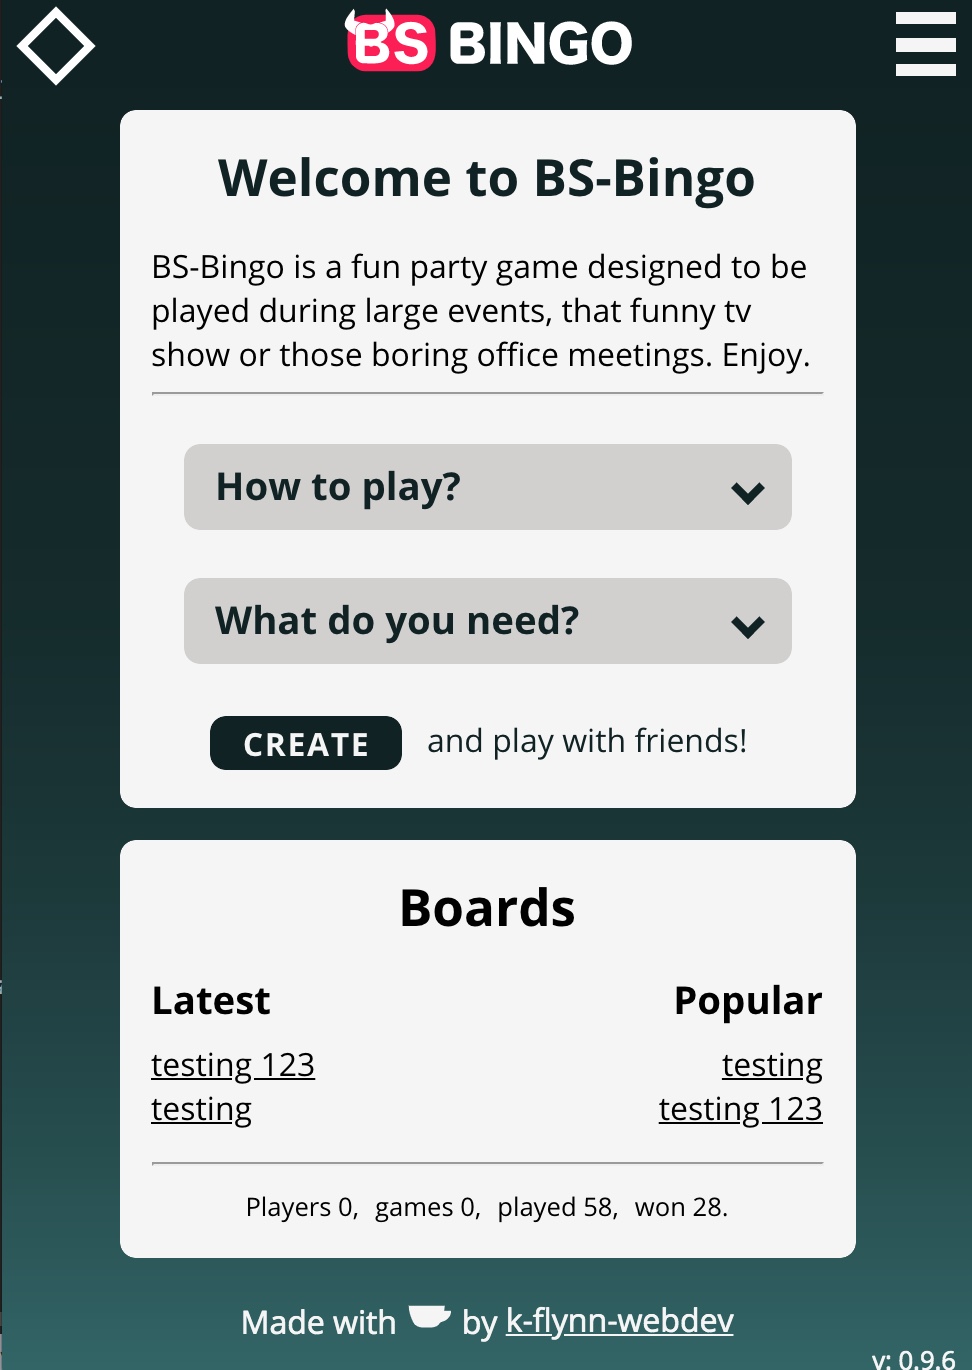 BS BINGO
Welcome to BS-Bingo
BS-Bingo is a fun party game designed to be
played during large events, that funny tv
show or those boring office meetings. Enjoy.
How to play?
What do you need?
CREATE and play with friends!
Boards
Latest Popular
testing 123 testing
testing testing 123
Players 0, games 0, played 58, won 28.
Made with by k-flynn-webdev
v: 0.9.6